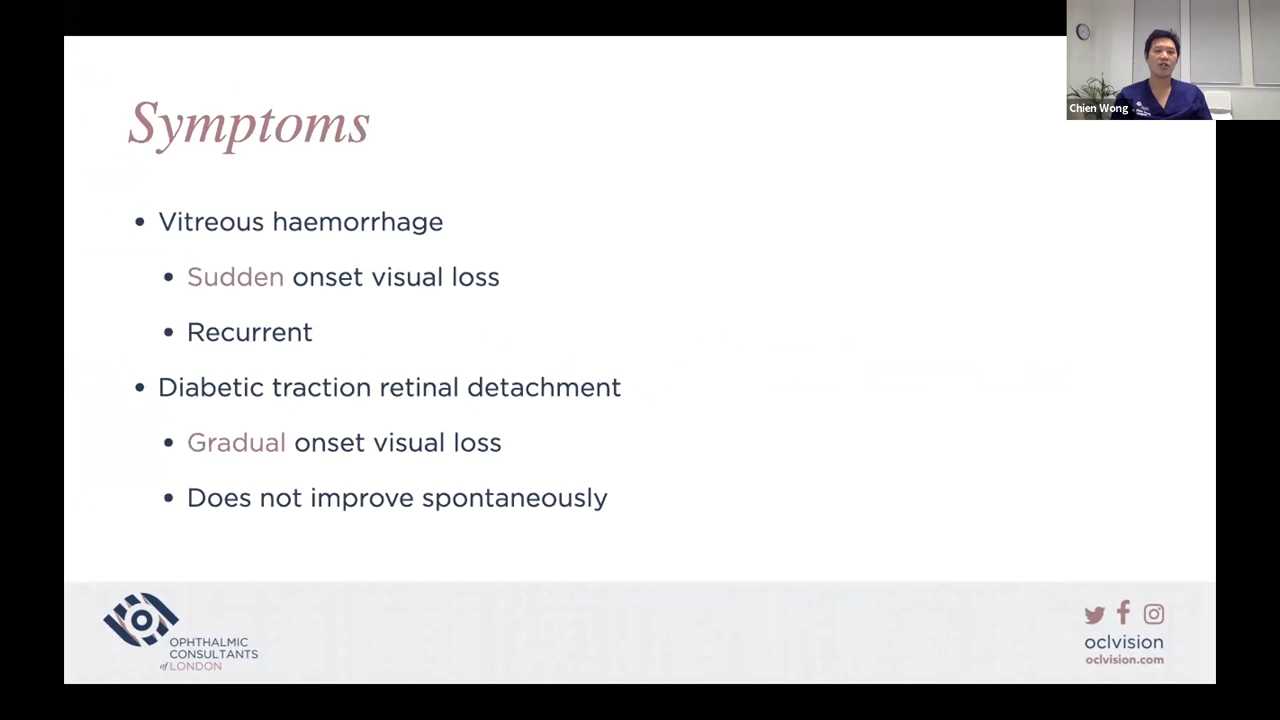 Chien Wong
Symptoms
• Vitreous haemorrhage
• Sudden onset visual loss
• Recurrent
• Diabetic traction retinal detachment
• Gradual onset visual loss
• Does not improve spontaneously
OPHTHALMIC
CONSULTANTS
of LONDON
oclvision
oclvision.com